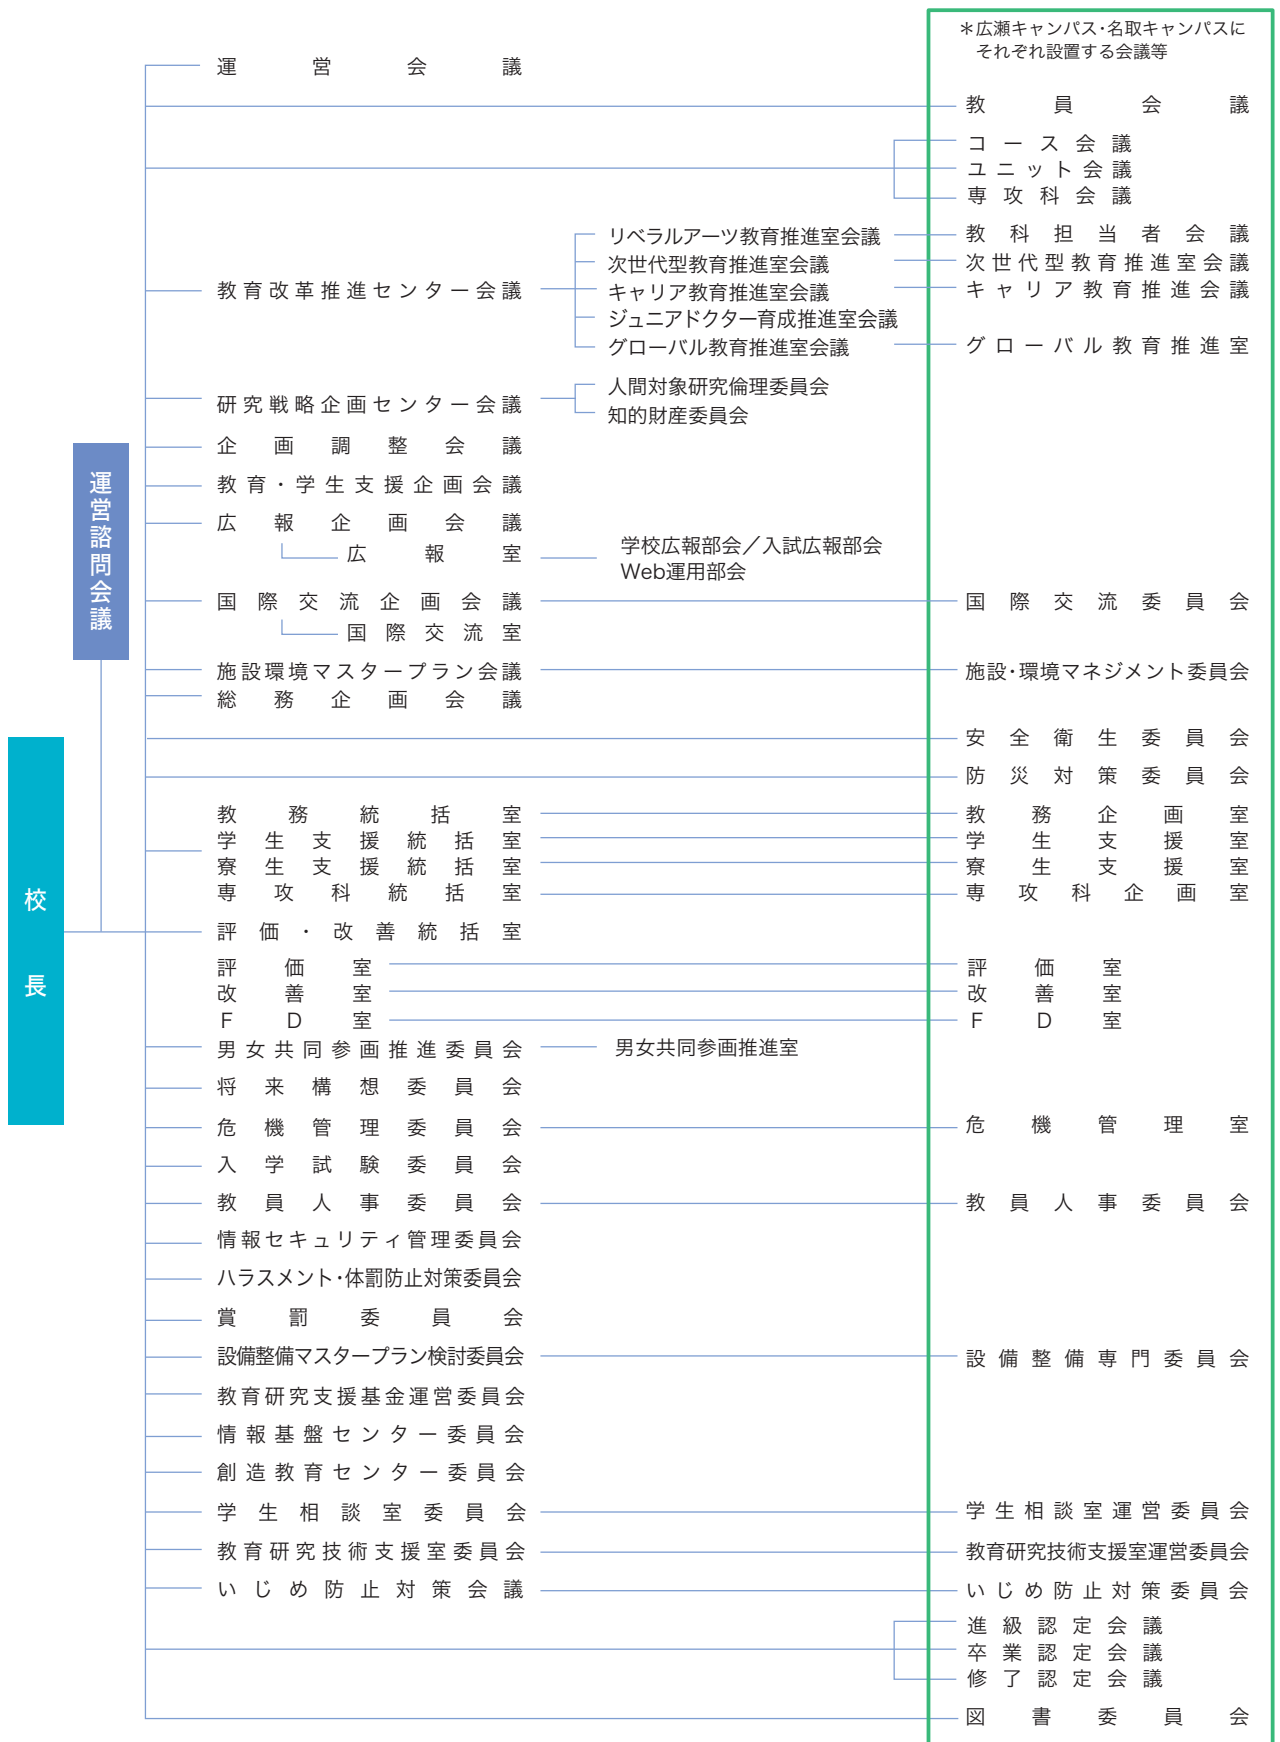 ＊広瀬キャンパス・名取キャンパスに
それぞれ設置する会議等
運営会議
教員会議
コース会議
ユニット会議
専攻科会議
リベラルアーツ教育推進室会議 教科担当者会議
次世代型教育推進室会議 次世代型教育推進室会議
教育改革推進センター会議 キャリア教育推進室会議 キャリア教育推進会議
ジュニアドクター育成推進室会議
グローバル教育推進室会議 グローバル教育推進室
人間対象研究倫理委員会
研究戦略企画センター会議
知的財産委員会
企画調整会議
運営諮問会議
教育・学生支援企画会議
広報企画会議
広報室 学校広報部会／入試広報部会
Web運用部会
国際交流企画会議 国際交流委員会
国際交流室
施設環境マスタープラン会議 施設・環境マネジメント委員会
総務企画会議
安全衛生委員会
防災対策委員会
教務統括室 教務企画室
学生支援統括室 学生支援室
寮生支援統括室 寮生支援室
専攻科統括室 専攻科企画室
校長
評価・改善統括室
評価室 評価室
改善室 改善室
ＦＤ室 ＦＤ室
男女共同参画推進委員会 男女共同参画推進室
将来構想委員会
危機管理委員会 危機管理室
入学試験委員会
教員人事委員会 教員人事委員会
情報セキュリティ管理委員会
ハラスメント・体罰防止対策委員会
賞罰委員会
設備整備マスタープラン検討委員会 設備整備専門委員会
教育研究支援基金運営委員会
情報基盤センター委員会
創造教育センター委員会
学生相談室委員会 学生相談室運営委員会
教育研究技術支援室委員会 教育研究技術支援室運営委員会
いじめ防止対策会議 いじめ防止対策委員会
進級認定会議
卒業認定会議
修了認定会議
図書委員会